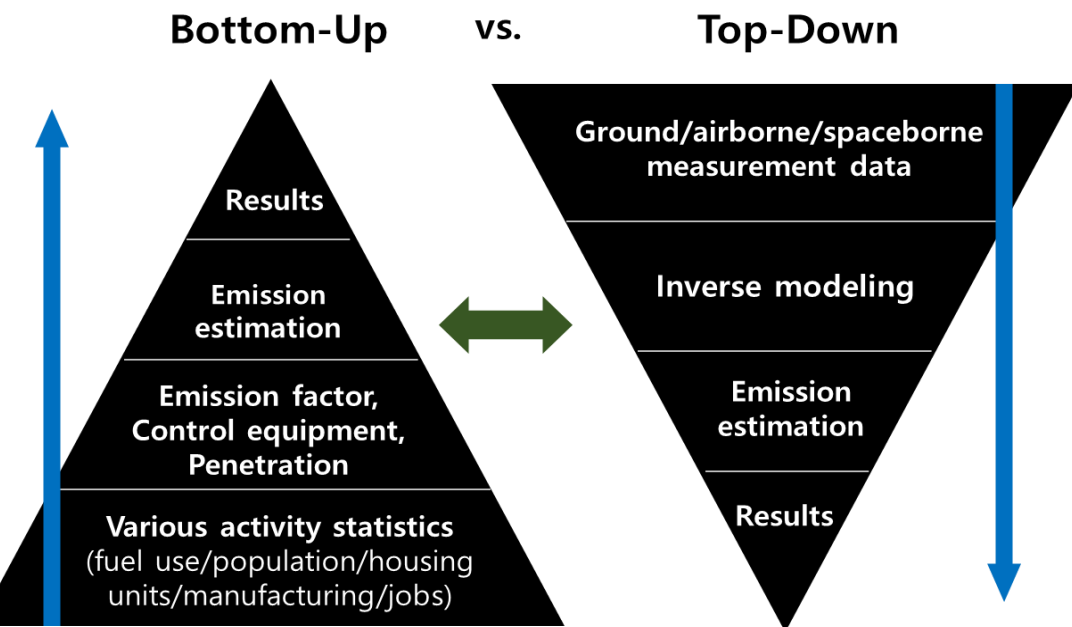 Bottom-Up vs. Top-Down
Results
Emission
estimation
Emission factor,
Control equipment,
Penetration
Various activity statistics
(fuel use/population/housing
units/manufacturing/jobs)
Ground/airborne/spaceborne
measurement data
Inverse modeling
Emission
estimation
Results